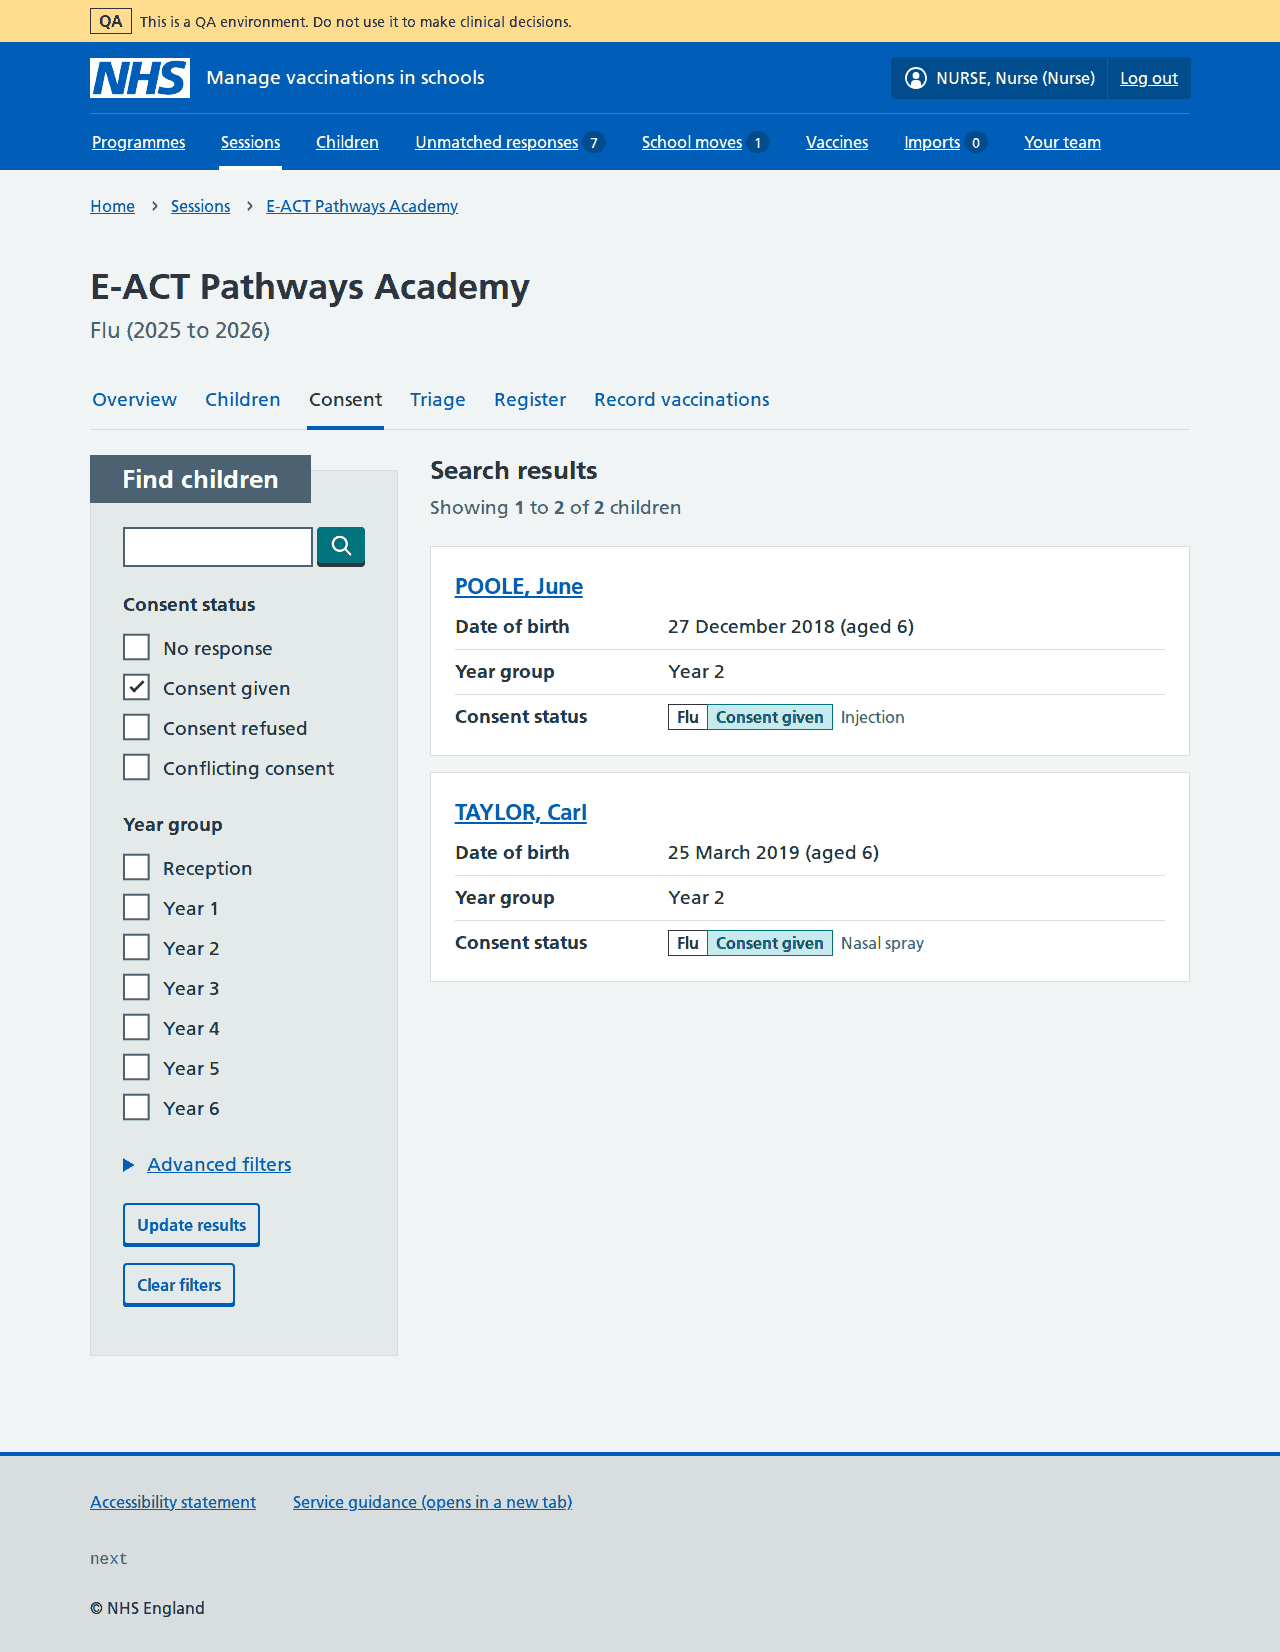 QA This is a QA environment. Do not use it to make clinical decisions.
NHS Manage vaccinations in schools NURSE, Nurse (Nurse) Log out
Programmes Sessions Children Unmatched responses 7 School moves 1 Vaccines Imports 0 Your team
Home Sessions E-ACT Pathways Academy
E-ACT Pathways Academy
Flu (2025 to 2026)
Overview Children Consent Triage Register Record vaccinations
Find children
Consent status
No response
Consent given
Consent refused
Conflicting consent
Year group
Reception
Year 1
Year 2
Year 3
Year 4
Year 5
Year 6
Advanced filters
Update results
Clear filters
Search results
Showing 1 to 2 of 2 children
POOLE, June
Date of birth 27 December 2018 (aged 6)
Year group Year 2
Consent status Flu Consent given Injection
TAYLOR, Carl
Date of birth 25 March 2019 (aged 6)
Year group Year 2
Consent status Flu Consent given Nasal spray
Accessibility statement Service guidance (opens in a new tab)
next
© NHS England